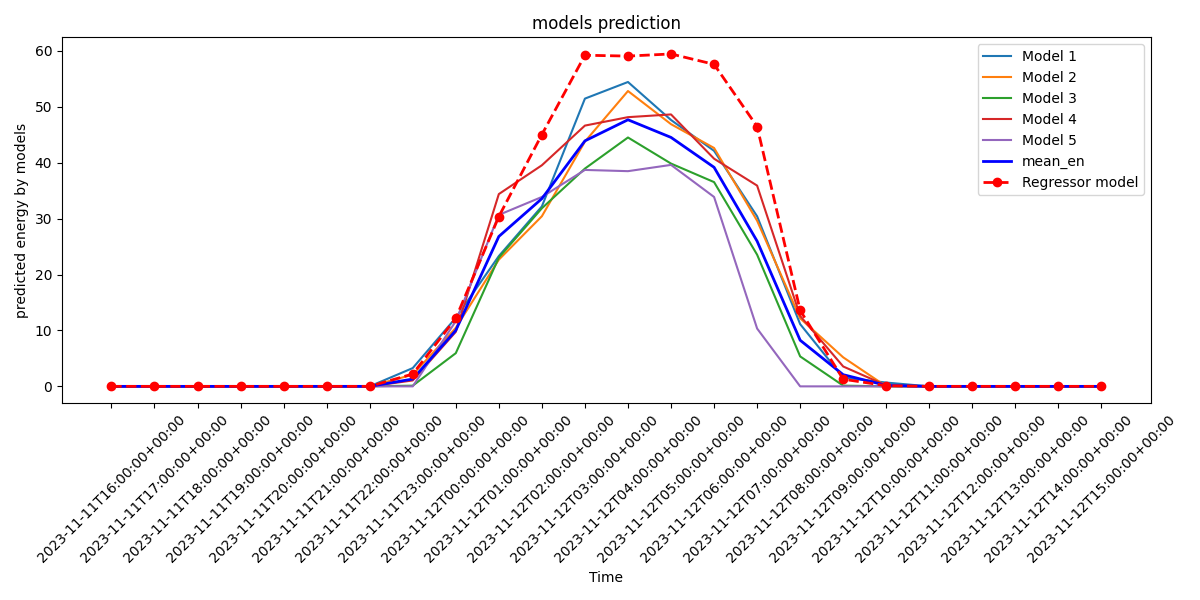 models prediction
predicted energy by models
60
50
40
30
20
10
0
Model 1
Model 2
Model 3
Model 4
Model 5
mean_en
Regressor model
2023-11-11T16:00:00+00:00
2023-11-11T17:00:00+00:00
2023-11-11T18:00:00+00:00
2023-11-11T19:00:00+00:00
2023-11-11T20:00:00+00:00
2023-11-11T21:00:00+00:00
2023-11-11T22:00:00+00:00
2023-11-11T23:00:00+00:00
2023-11-12T00:00:00+00:00
2023-11-12T01:00:00+00:00
2023-11-12T02:00:00+00:00
2023-11-12T03:00:00+00:00
2023-11-12T04:00:00+00:00
2023-11-12T05:00:00+00:00
2023-11-12T06:00:00+00:00
2023-11-12T07:00:00+00:00
2023-11-12T08:00:00+00:00
2023-11-12T09:00:00+00:00
2023-11-12T10:00:00+00:00
2023-11-12T11:00:00+00:00
2023-11-12T12:00:00+00:00
2023-11-12T13:00:00+00:00
2023-11-12T14:00:00+00:00
2023-11-12T15:00:00+00:00
Time